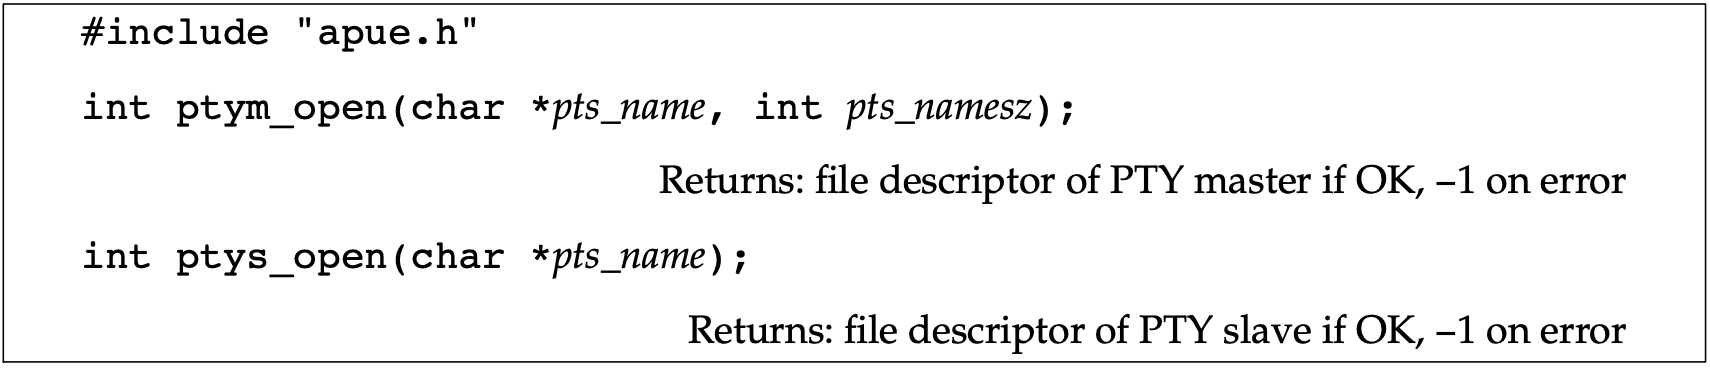 #include "apue.h"
int ptym_open(char *pts_name, int pts_namesz);
Returns: file descriptor of PTY master if OK, –1 on error
int ptys_open(char *pts_name);
Returns: file descriptor of PTY slave if OK, –1 on error